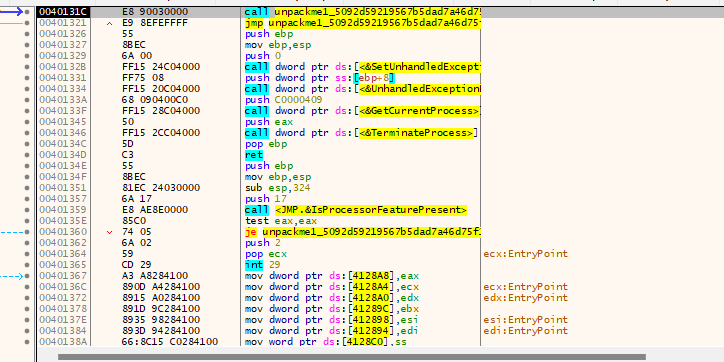 0040131C E8 90030000 call unpackme1_5092d59219567b5dad7a46d75
00401321 E9 8EFEFFFF jmp unpackme1_5092d59219567b5dad7a46d75f
00401326 55 push ebp
00401327 8BEC mov ebp,esp
00401329 6A 00 push 0
0040132B FF15 24C04000 call dword ptr ds:[<&SetUnhandledExcepti
00401331 FF75 08 push dword ptr ss:[ebp+8]
00401334 FF15 20C04000 call dword ptr ds:[<&UnhandledException
0040133A 68 090400C0 push C0000409
0040133F FF15 28C04000 call dword ptr ds:[<&GetCurrentProcess>]
00401345 50 push eax
00401346 FF15 2CC04000 call dword ptr ds:[<&TerminateProcess>]
0040134C 5D pop ebp
0040134D C3 ret
0040134E 55 push ebp
0040134F 8BEC mov ebp,esp
00401351 81EC 24030000 sub esp,324
00401357 6A 17 push 17
00401359 E8 AE8E0000 call <JMP.&IsProcessorFeaturePresent>
0040135E 85C0 test eax,eax
00401360 74 05 je unpackme1_5092d59219567b5dad7a46d75f
00401362 6A 02 push 2
00401364 59 pop ecx ecx:EntryPoint
00401365 CD 29 int 29
00401367 A3 A8284100 mov dword ptr ds:[4128A8],eax
0040136C 890D A4284100 mov dword ptr ds:[4128A4],ecx ecx:EntryPoint
00401372 8915 A0284100 mov dword ptr ds:[4128A0],edx edx:EntryPoint
00401378 891D 9C284100 mov dword ptr ds:[41289C],ebx
0040137E 8935 98284100 mov dword ptr ds:[412898],esi esi:EntryPoint
00401384 893D 94284100 mov dword ptr ds:[412894],edi edi:EntryPoint
0040138A 66:8C15 C0284100 mov word ptr ds:[4128C0],ss